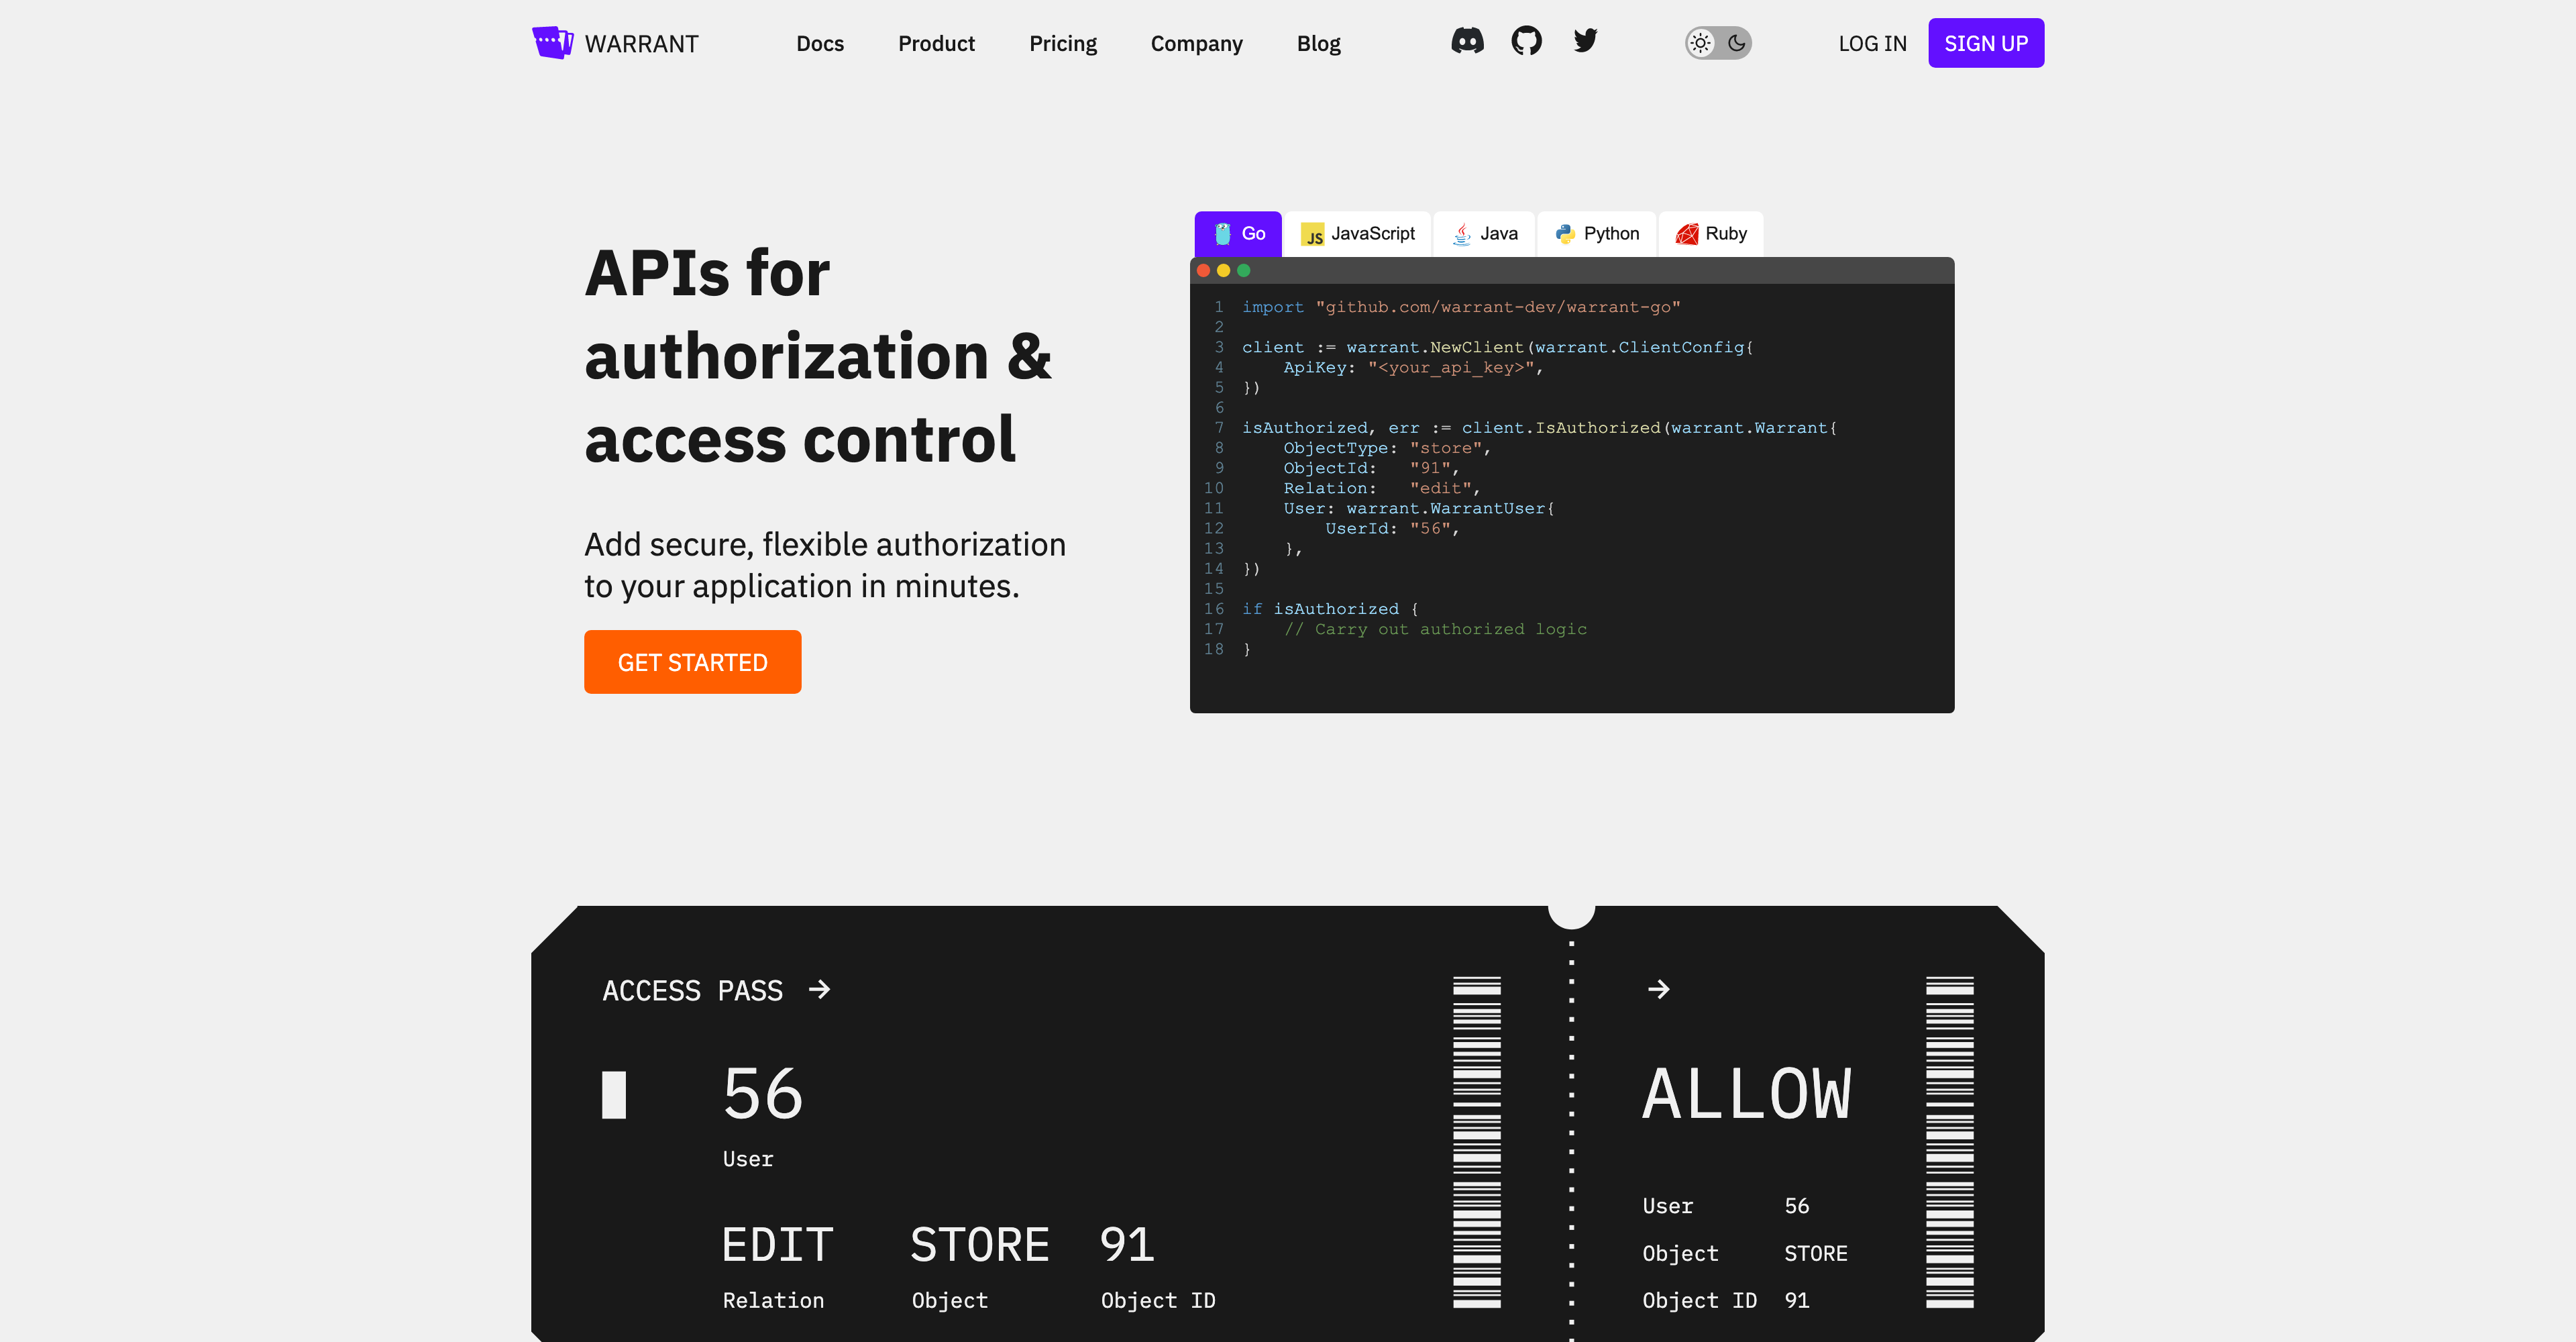 WARRANT
Docs Product Pricing Company Blog
LOG IN SIGN UP
APIs for
authorization &
access control
Add secure, flexible authorization
to your application in minutes.
GET STARTED
Go JS JavaScript Java Python Ruby
1 import "github.com/warrant-dev/warrant-go"
2
3 client := warrant.NewClient(warrant.ClientConfig{
4     ApiKey: "<your_api_key>",
5 })
6
7 isAuthorized, err := client.IsAuthorized(warrant.Warrant{
8     ObjectType: "store",
9     ObjectId:   "91",
10     Relation:   "edit",
11     User: warrant.WarrantUser{
12         UserId: "56",
13     },
14 })
15
16 if isAuthorized {
17     // Carry out authorized logic
18 }
ACCESS PASS →
56
User
EDIT STORE 91
Relation Object Object ID
→
ALLOW
User 56
Object STORE
Object ID 91